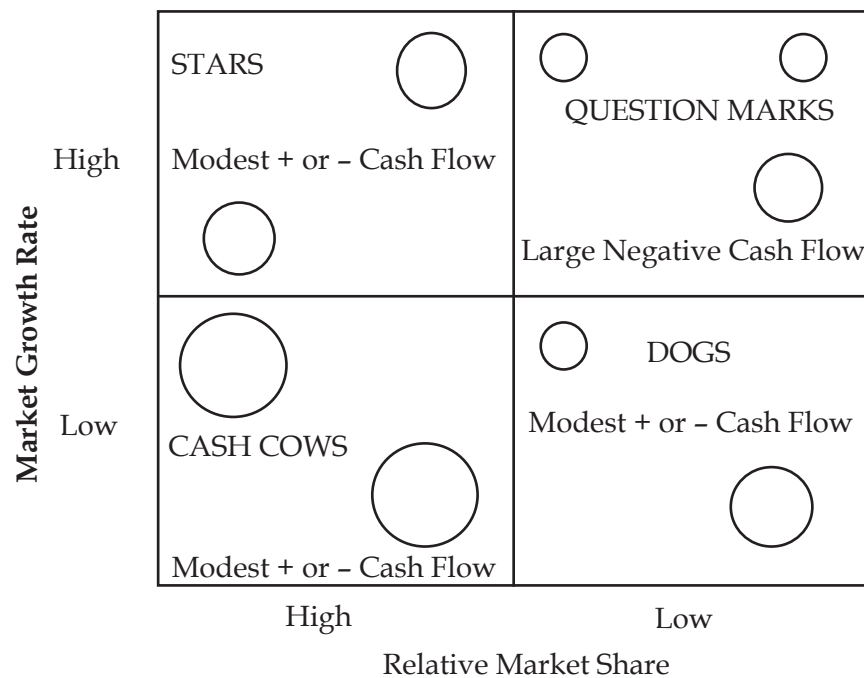 STARS
QUESTION MARKS
High
Modest + or – Cash Flow
Large Negative Cash Flow
Market Growth Rate
DOGS
Low
Modest + or – Cash Flow
CASH COWS
Modest + or – Cash Flow
High
Low
Relative Market Share